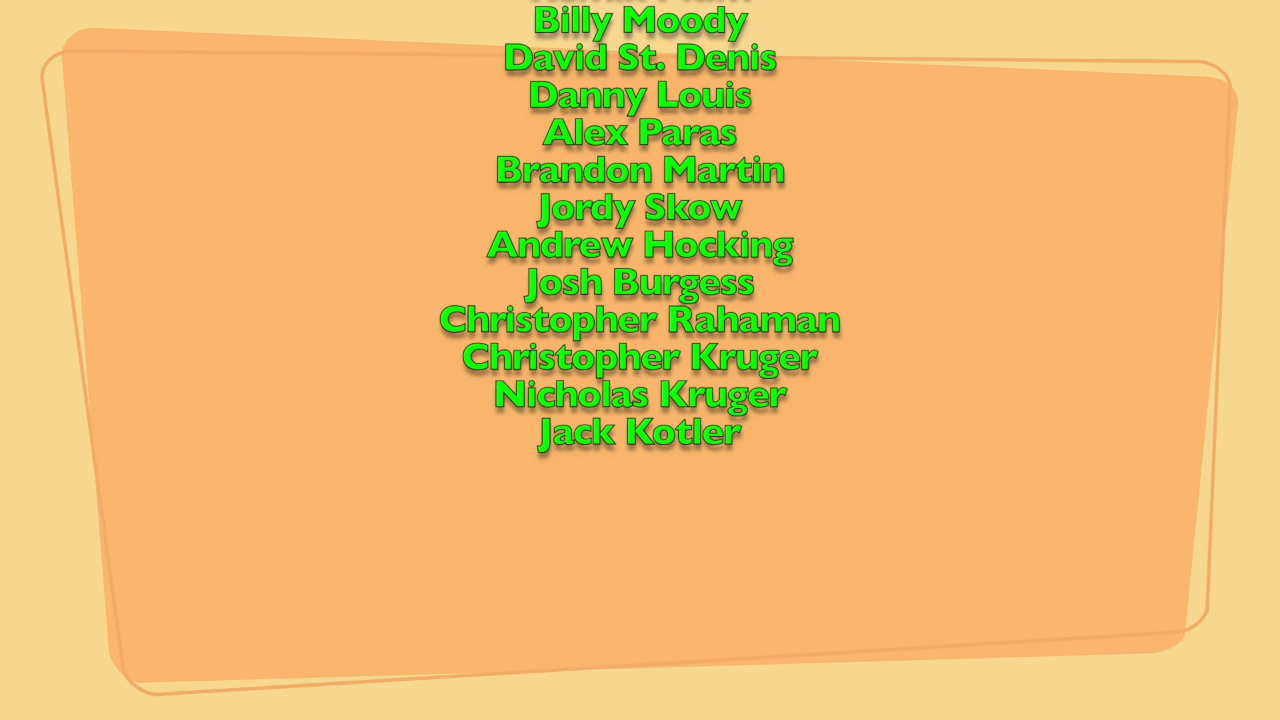 Billy Moody
David St. Denis
Danny Louis
Alex Paras
Brandon Martin
Jordy Skow
Andrew Hocking
Josh Burgess
Christopher Rahaman
Christopher Kruger
Nicholas Kruger
Jack Kotler